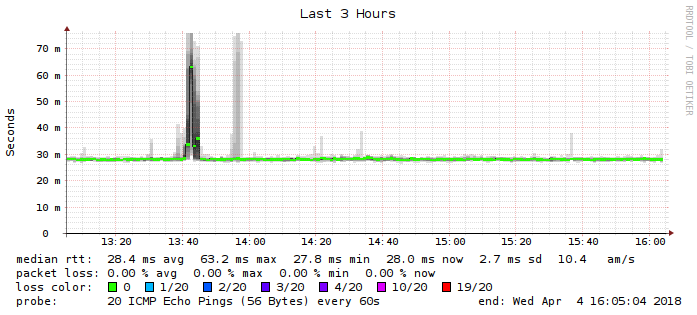 Last 3 Hours
RRDTOOL / TOBI OETIKER
Seconds
70 m
60 m
50 m
40 m
30 m
20 m
10 m
0
13:20 13:40 14:00 14:20 14:40 15:00 15:20 15:40 16:00
median rtt: 28.4 ms avg 63.2 ms max 27.8 ms min 28.0 ms now 2.7 ms sd 10.4 am/s
packet loss: 0.00 % avg 0.00 % max 0.00 % min 0.00 % now
loss color: 0 1/20 2/20 3/20 4/20 10/20 19/20
probe: 20 ICMP Echo Pings (56 Bytes) every 60s end: Wed Apr 4 16:05:04 2018